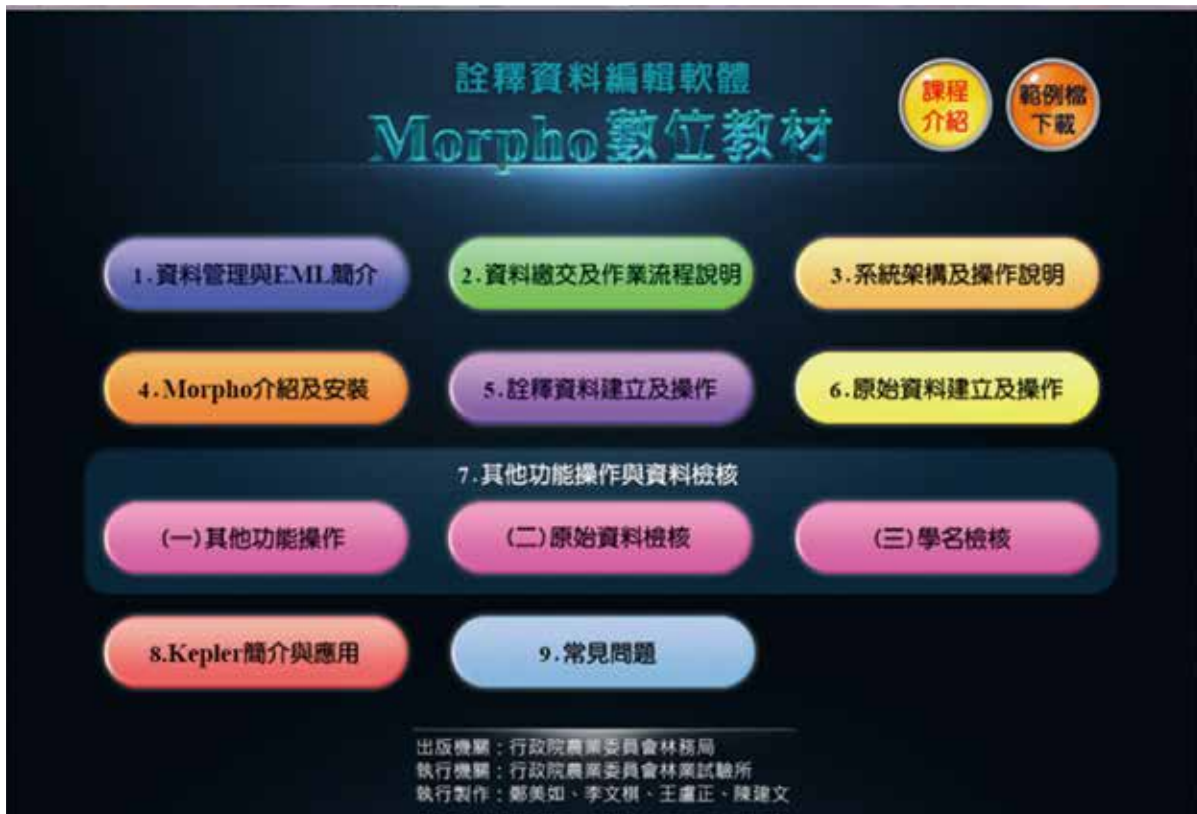 詮釋資料編輯軟體
Morpho數位教材
課程
介紹
範例檔
下載
1.資料管理與EML簡介
2.資料繳交及作業流程說明
3.系統架構及操作說明
4.Morpho介紹及安裝
5.詮釋資料建立及操作
6.原始資料建立及操作
7.其他功能操作與資料檢核
(一)其他功能操作
(二)原始資料檢核
(三)學名檢核
8.Kepler簡介與應用
9.常見問題
出版機關：行政院農業委員會林務局
執行機關：行政院農業委員會林業試驗所
執行製作：鄭美如、李文棋、王盧正、陳建文